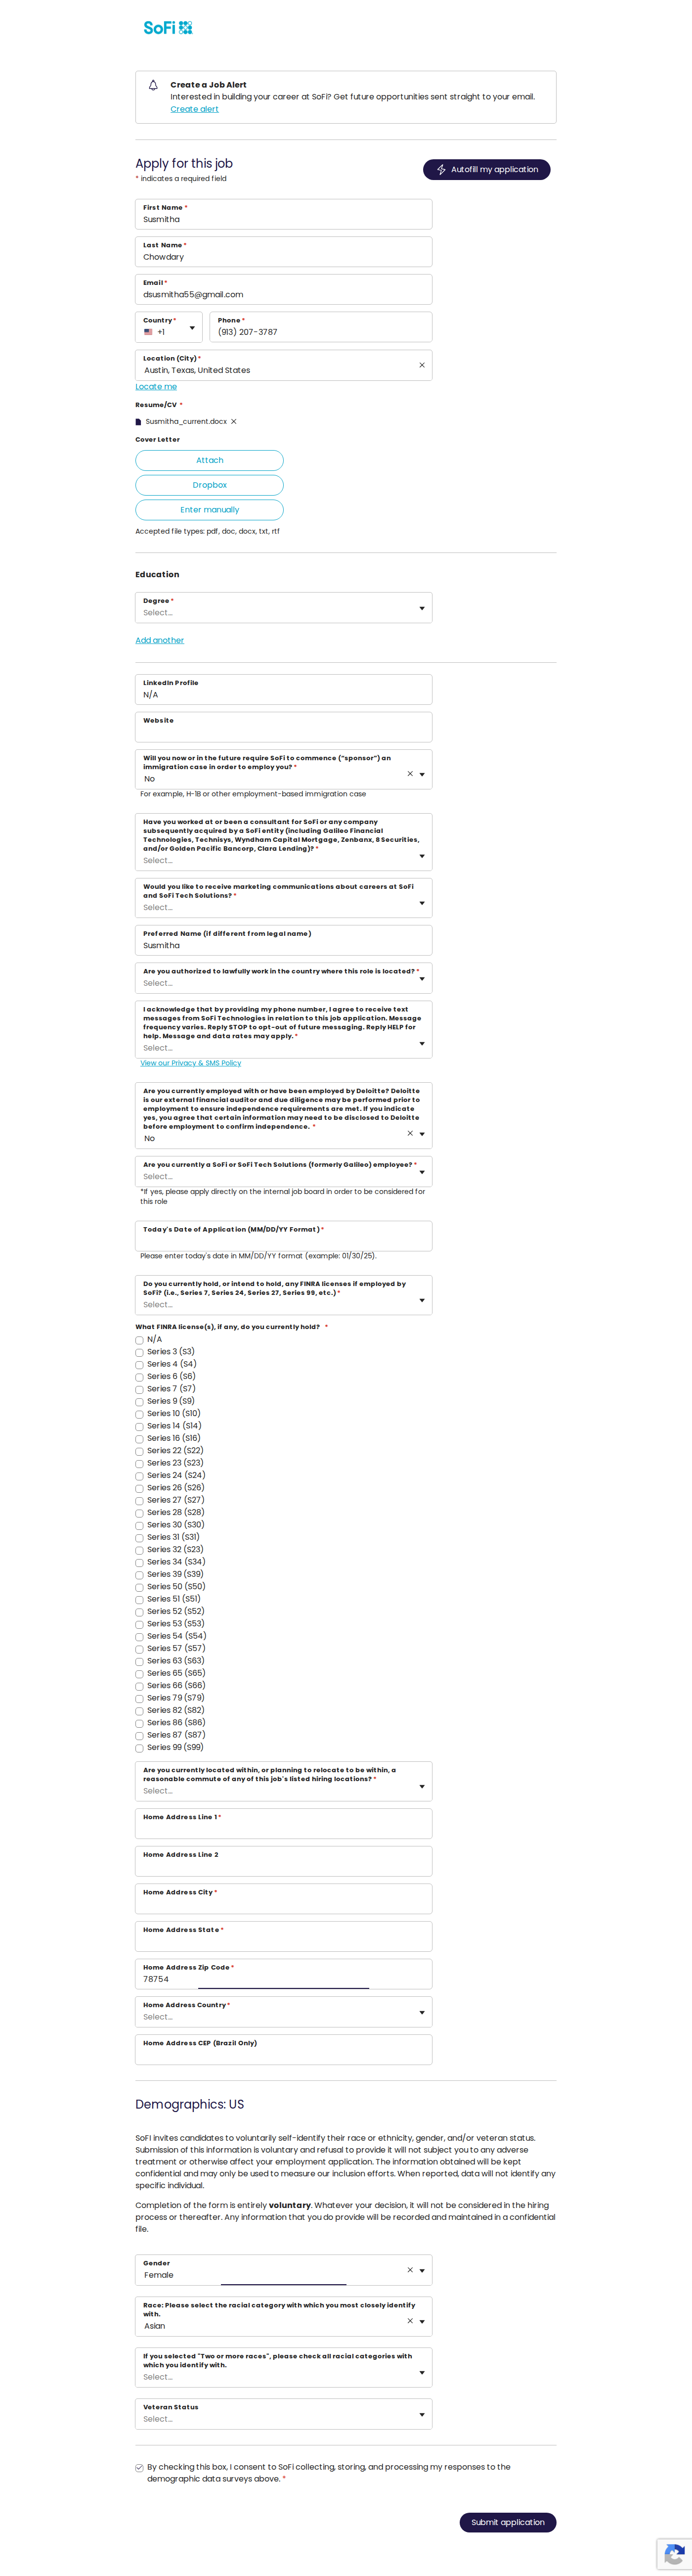 SoFi
Create a Job Alert
Interested in building your career at SoFi? Get future opportunities sent straight to your email.
Create alert
Apply for this job
* indicates a required field
Autofill my application
First Name *
Susmitha
Last Name *
Chowdary
Email *
dsusmitha55@gmail.com
Country *
+1
Phone *
(913) 207-3787
Location (City) *
Austin, Texas, United States
Locate me
Resume/CV *
Susmitha_current.docx
Cover Letter
Attach
Dropbox
Enter manually
Accepted file types: pdf, doc, docx, txt, rtf
Education
Degree *
Select...
Add another
LinkedIn Profile
N/A
Website
Will you now or in the future require SoFi to commence ("sponsor") an
immigration case in order to employ you? *
No
For example, H-1B or other employment-based immigration case
Have you worked at or been a consultant for SoFi or any company
subsequently acquired by a SoFi entity (including Galileo Financial
Technologies, Technisys, Wyndham Capital Mortgage, Zenbanx, 8 Securities,
and/or Golden Pacific Bancorp, Clara Lending)? *
Select...
Would you like to receive marketing communications about careers at SoFi
and SoFi Tech Solutions? *
Select...
Preferred Name (if different from legal name)
Susmitha
Are you authorized to lawfully work in the country where this role is located? *
Select...
I acknowledge that by providing my phone number, I agree to receive text
messages from SoFi Technologies in relation to this job application. Message
frequency varies. Reply STOP to opt-out of future messaging. Reply HELP for
help. Message and data rates may apply. *
Select...
View our Privacy & SMS Policy
Are you currently employed with or have been employed by Deloitte? Deloitte
is our external financial auditor and due diligence may be performed prior to
employment to ensure independence requirements are met. If you indicate
yes, you agree that certain information may need to be disclosed to Deloitte
before employment to confirm independence. *
No
Are you currently a SoFi or SoFi Tech Solutions (formerly Galileo) employee? *
Select...
*If yes, please apply directly on the internal job board in order to be considered for
this role
Today's Date of Application (MM/DD/YY Format) *
Please enter today's date in MM/DD/YY format (example: 01/30/25).
Do you currently hold, or intend to hold, any FINRA licenses if employed by
SoFi? (i.e., Series 7, Series 24, Series 27, Series 99, etc.) *
Select...
What FINRA license(s), if any, do you currently hold? *
N/A
Series 3 (S3)
Series 4 (S4)
Series 6 (S6)
Series 7 (S7)
Series 9 (S9)
Series 10 (S10)
Series 14 (S14)
Series 16 (S16)
Series 22 (S22)
Series 23 (S23)
Series 24 (S24)
Series 26 (S26)
Series 27 (S27)
Series 28 (S28)
Series 30 (S30)
Series 31 (S31)
Series 32 (S23)
Series 34 (S34)
Series 39 (S39)
Series 50 (S50)
Series 51 (S51)
Series 52 (S52)
Series 53 (S53)
Series 54 (S54)
Series 57 (S57)
Series 63 (S63)
Series 65 (S65)
Series 66 (S66)
Series 79 (S79)
Series 82 (S82)
Series 86 (S86)
Series 87 (S87)
Series 99 (S99)
Are you currently located within, or planning to relocate to be within, a
reasonable commute of any of this job's listed hiring locations? *
Select...
Home Address Line 1 *
Home Address Line 2
Home Address City *
Home Address State *
Home Address Zip Code *
78754
Home Address Country *
Select...
Home Address CEP (Brazil Only)
Demographics: US
SoFI invites candidates to voluntarily self-identify their race or ethnicity, gender, and/or veteran status.
Submission of this information is voluntary and refusal to provide it will not subject you to any adverse
treatment or otherwise affect your employment application. The information obtained will be kept
confidential and may only be used to measure our inclusion efforts. When reported, data will not identify any
specific individual.
Completion of the form is entirely voluntary. Whatever your decision, it will not be considered in the hiring
process or thereafter. Any information that you do provide will be recorded and maintained in a confidential
file.
Gender
Female
Race: Please select the racial category with which you most closely identify
with.
Asian
If you selected "Two or more races", please check all racial categories with
which you identify with.
Select...
Veteran Status
Select...
By checking this box, I consent to SoFi collecting, storing, and processing my responses to the
demographic data surveys above. *
Submit application